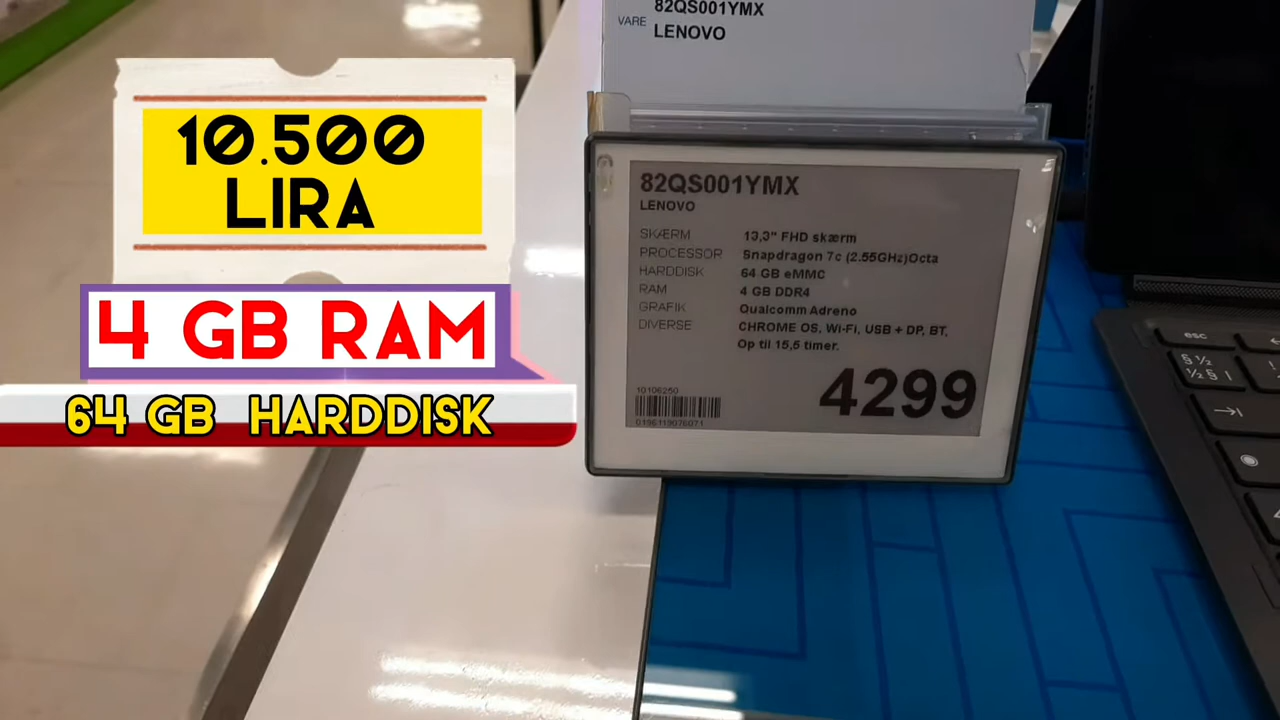 10.500
LIRA
4 GB RAM
64 GB HARDDISK
82QS001YMX
VARE LENOVO
82QS001YMX
LENOVO
SKÆRM 13,3" FHD skærm
PROCESSOR Snapdragon 7c (2.55GHz)Octa
HARDDISK 64 GB eMMC
RAM 4 GB DDR4
GRAFIK Qualcomm Adreno
DIVERSE CHROME OS, Wi-Fi, USB + DP, BT,
Op til 15,5 timer.
4299
10106250
esc